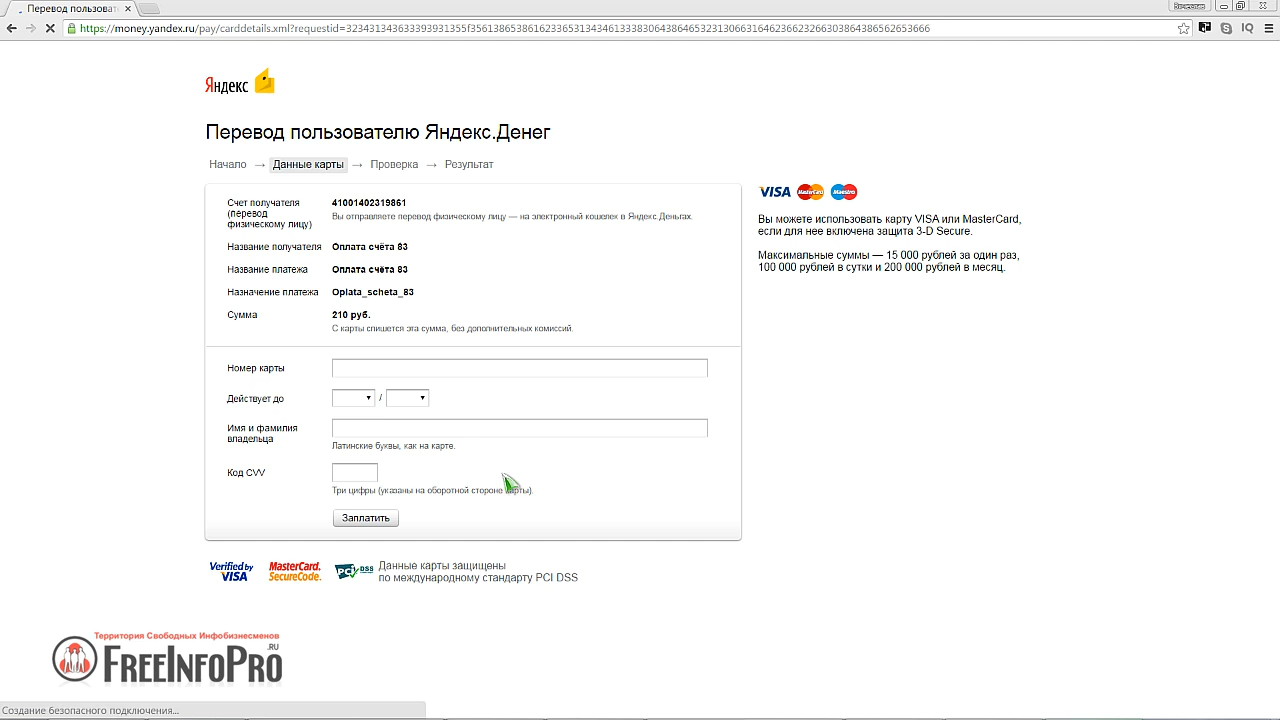 Перевод пользоват
https://money.yandex.ru/pay/carddetails.xml?requestid=
Яндекс
Перевод пользователю Яндекс.Денег
Начало → Данные карты → Проверка → Результат
Счет получателя
(перевод
физическому лицу)
41001402319861
Вы отправляете перевод физическому лицу — на электронный кошелек в Яндекс.Деньгах.
Название получателя Оплата счёта 83
Название платежа Оплата счёта 83
Назначение платежа Oplata_scheta_83
Сумма 210 руб.
С карты спишется эта сумма, без дополнительных комиссий.
Номер карты
Действует до /
Имя и фамилия
владельца
Латинские буквы, как на карте.
Код CVV
Три цифры (указаны на оборотной стороне карты).
Заплатить
VISA MasterCard Maestro
Вы можете использовать карту VISA или MasterCard,
если для нее включена защита 3-D Secure.
Максимальные суммы — 15 000 рублей за один раз,
100 000 рублей в сутки и 200 000 рублей в месяц.
Verified by
VISA
MasterCard.
SecureCode.
PCI DSS
Данные карты защищены
по международному стандарту PCI DSS
Террития Свободных Инфобизнесменов
.RU
FREEINFOPRO
Создание безопасного подключения...